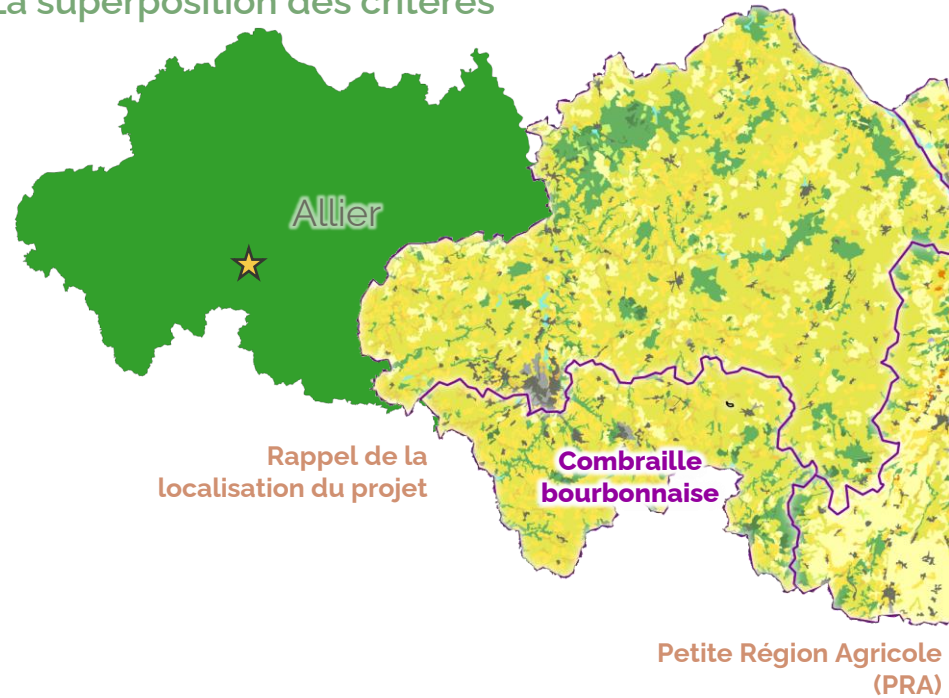 La superposition des critères
Allier
Rappel de la
localisation du projet
Combraille
bourbonnaise
Petite Région Agricole
(PRA)